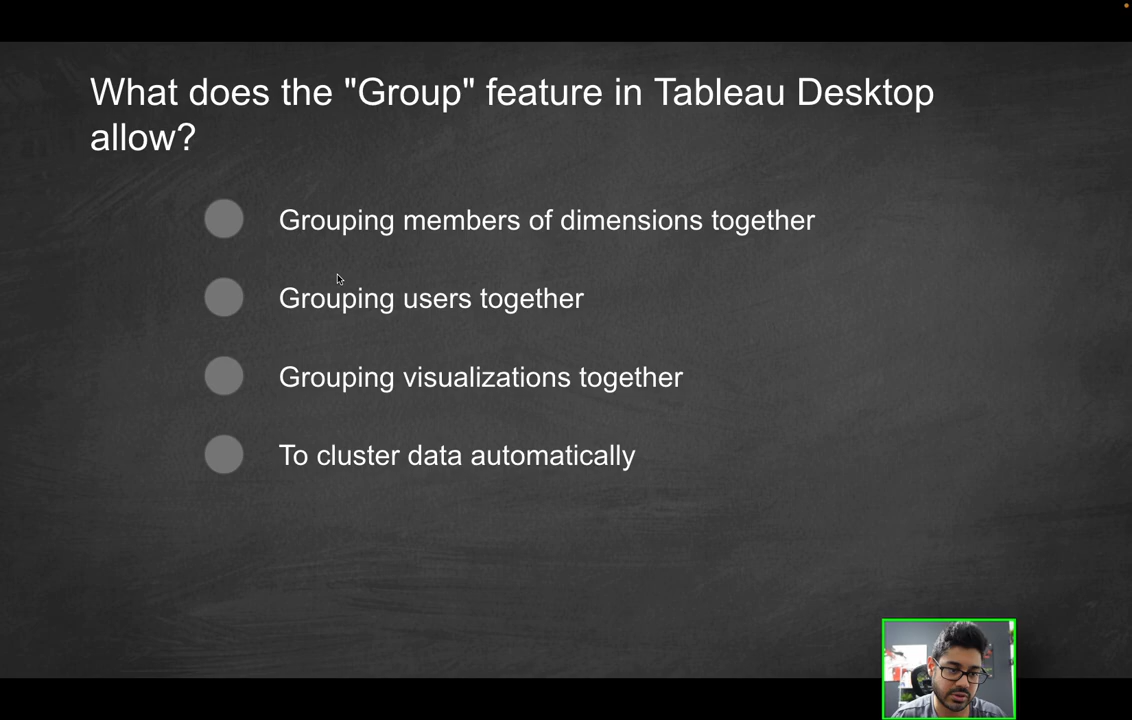 What does the "Group" feature in Tableau Desktop
allow?
Grouping members of dimensions together
Grouping users together
Grouping visualizations together
To cluster data automatically